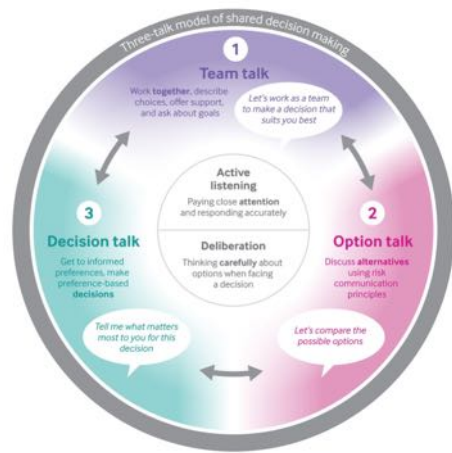 Three-talk model of shared decision making
1
Team talk
Work together, describe
choices, offer support,
and ask about goals
Let's work as a team
to make a decision that
suits you best
Active
listening
Paying close attention
and responding accurately
Deliberation
Thinking carefully about
options when facing
a decision
2
Option talk
Discuss alternatives
using risk
communication
principles
Let's compare the
possible options
3
Decision talk
Get to informed
preferences, make
preference-based
decisions
Tell me what matters
most to you for this
decision